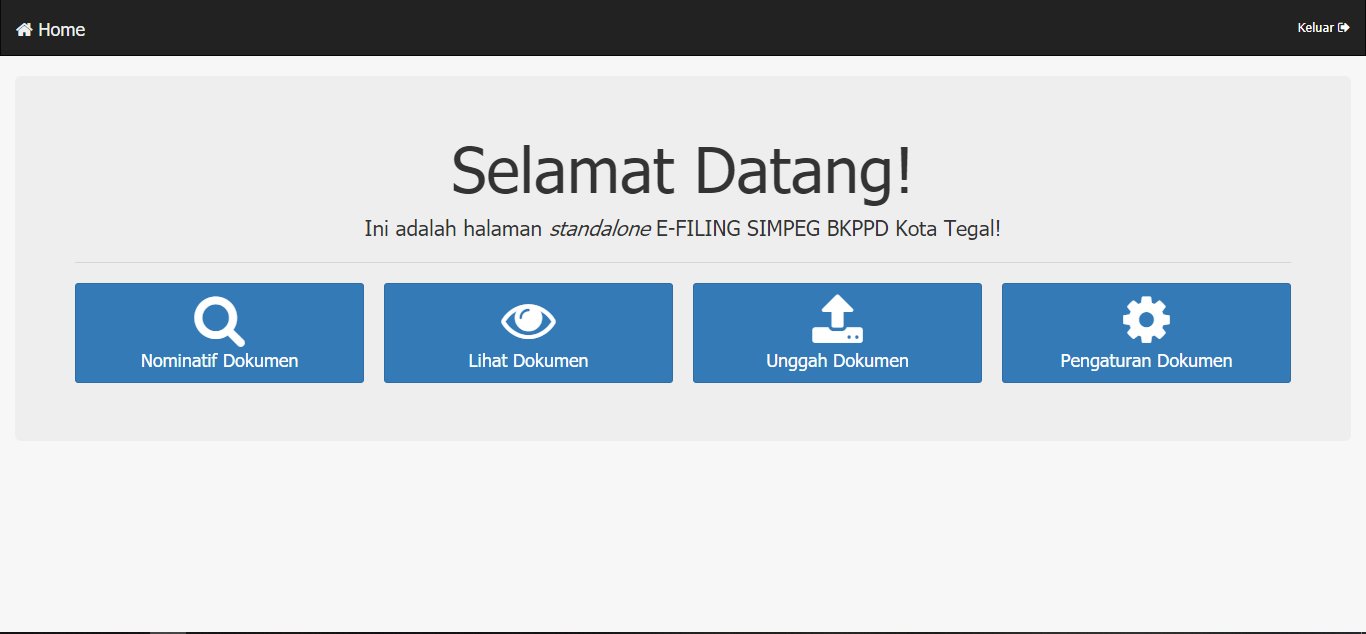 Home
Keluar
Selamat Datang!
Ini adalah halaman standalone E-FILING SIMPEG BKPPD Kota Tegal!
Nominatif Dokumen
Lihat Dokumen
Unggah Dokumen
Pengaturan Dokumen